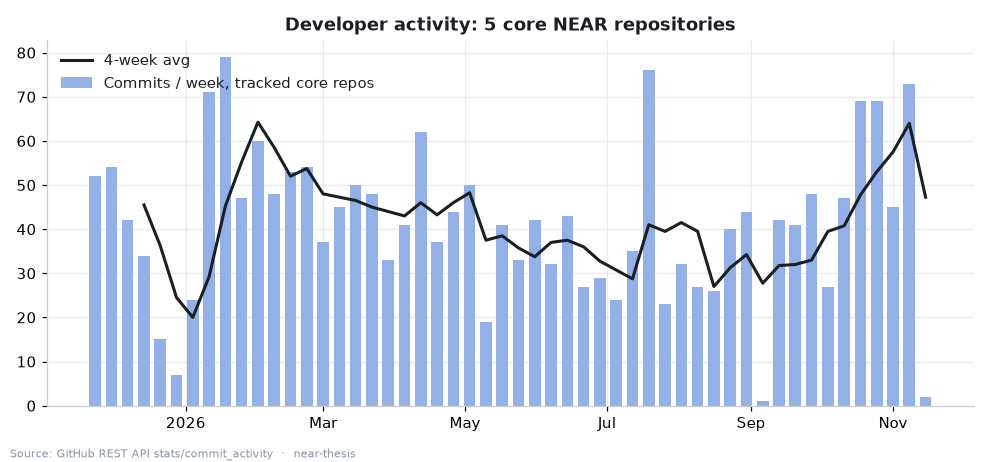 Developer activity: 5 core NEAR repositories
4-week avg
Commits / week, tracked core repos
80
70
60
50
40
30
20
10
0
2026 Mar May Jul Sep Nov
Source: GitHub REST API stats/commit_activity · near-thesis